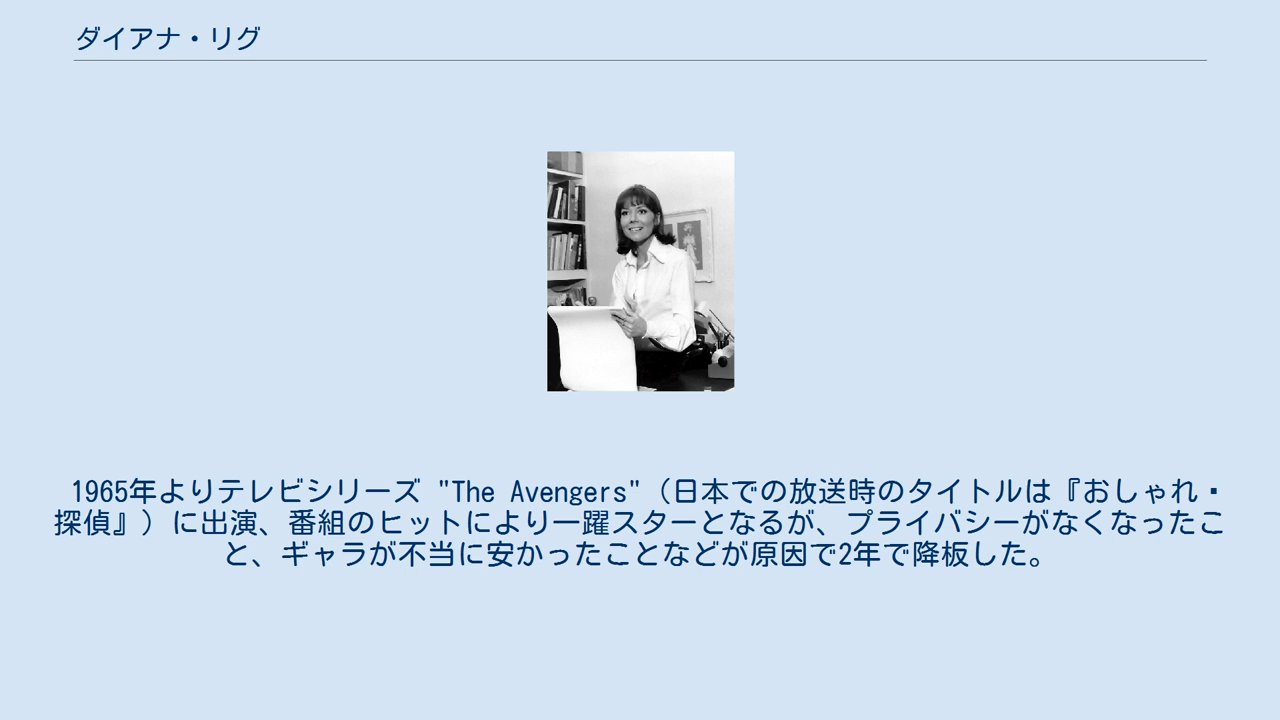 ダイアナ・リグ
1965年よりテレビシリーズ "The Avengers"（日本での放送時のタイトルは『おしゃれ・
探偵』）に出演、番組のヒットにより一躍スターとなるが、プライバシーがなくなったこ
と、ギャラが不当に安かったことなどが原因で2年で降板した。